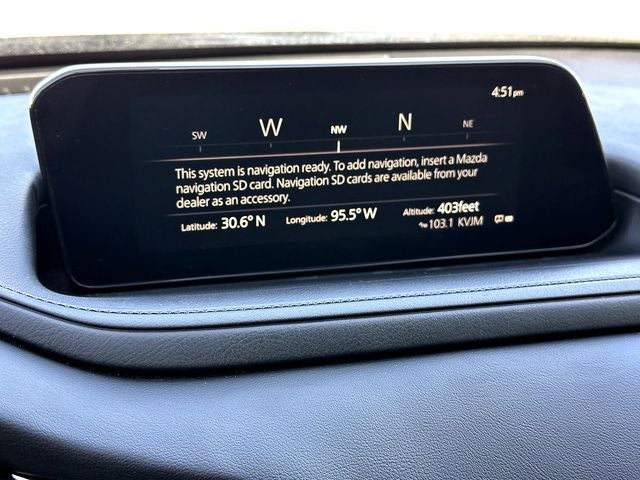 4:51pm
SW W NW N NE
This system is navigation ready. To add navigation, insert a Mazda
navigation SD card. Navigation SD cards are available from your
dealer as an accessory.
Latitude: 30.6° N Longitude: 95.5° W Altitude: 403feet
103.1 KVJM